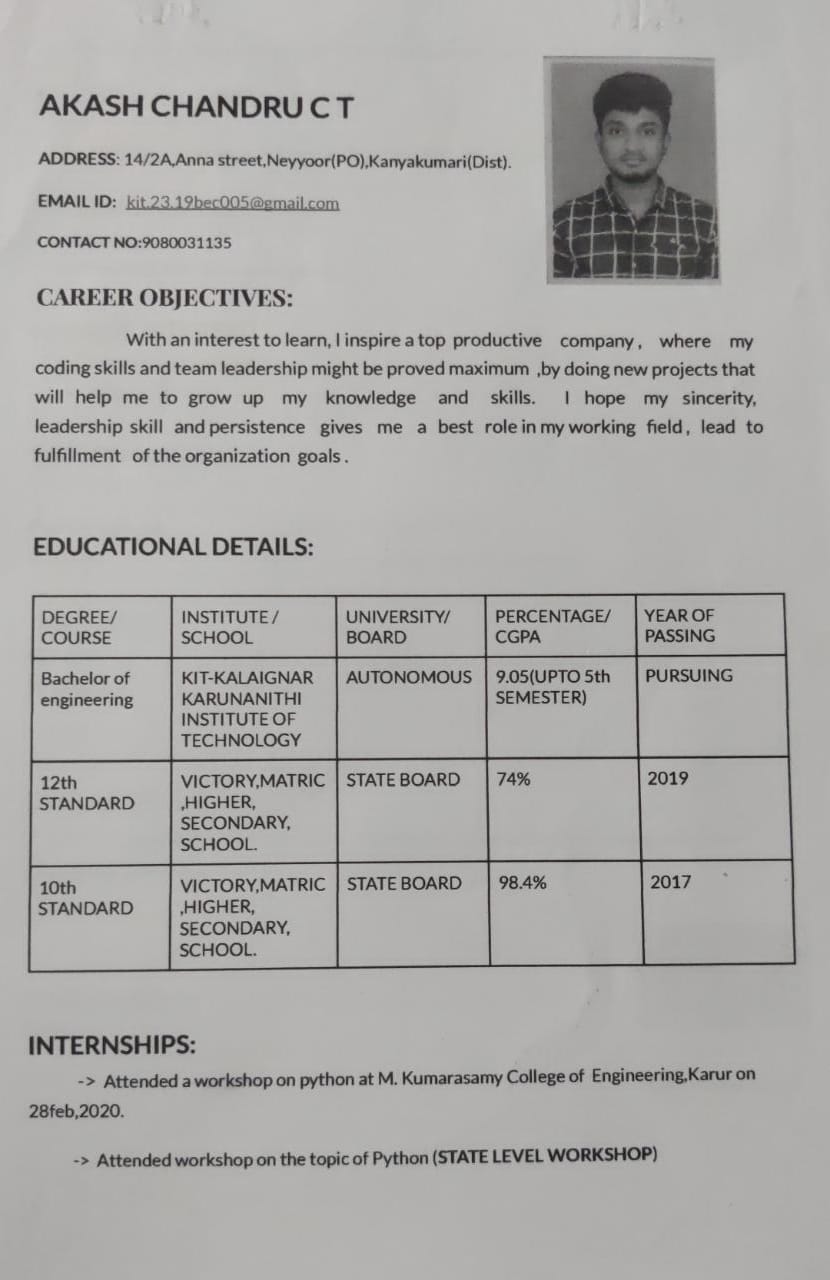 AKASH CHANDRU C T
ADDRESS: 14/2A,Anna street,Neyyoor(PO),Kanyakumari(Dist).
EMAIL ID: kit.23.19bec005@gmail.com
CONTACT NO:9080031135
CAREER OBJECTIVES:
With an interest to learn, I inspire a top productive company, where my
coding skills and team leadership might be proved maximum ,by doing new projects that
will help me to grow up my knowledge and skills. I hope my sincerity,
leadership skill and persistence gives me a best role in my working field, lead to
fulfillment of the organization goals.
EDUCATIONAL DETAILS:
DEGREE/ INSTITUTE/ UNIVERSITY/ PERCENTAGE/ YEAR OF
COURSE SCHOOL BOARD CGPA PASSING
Bachelor of KIT-KALAIGNAR AUTONOMOUS 9.05(UPTO 5th PURSUING
engineering KARUNANITHI SEMESTER)
INSTITUTE OF
TECHNOLOGY
12th VICTORY,MATRIC STATE BOARD 74% 2019
STANDARD ,HIGHER,
SECONDARY,
SCHOOL.
10th VICTORY,MATRIC STATE BOARD 98.4% 2017
STANDARD ,HIGHER,
SECONDARY,
SCHOOL.
INTERNSHIPS:
-> Attended a workshop on python at M. Kumarasamy College of Engineering,Karur on
28feb,2020.
-> Attended workshop on the topic of Python (STATE LEVEL WORKSHOP)